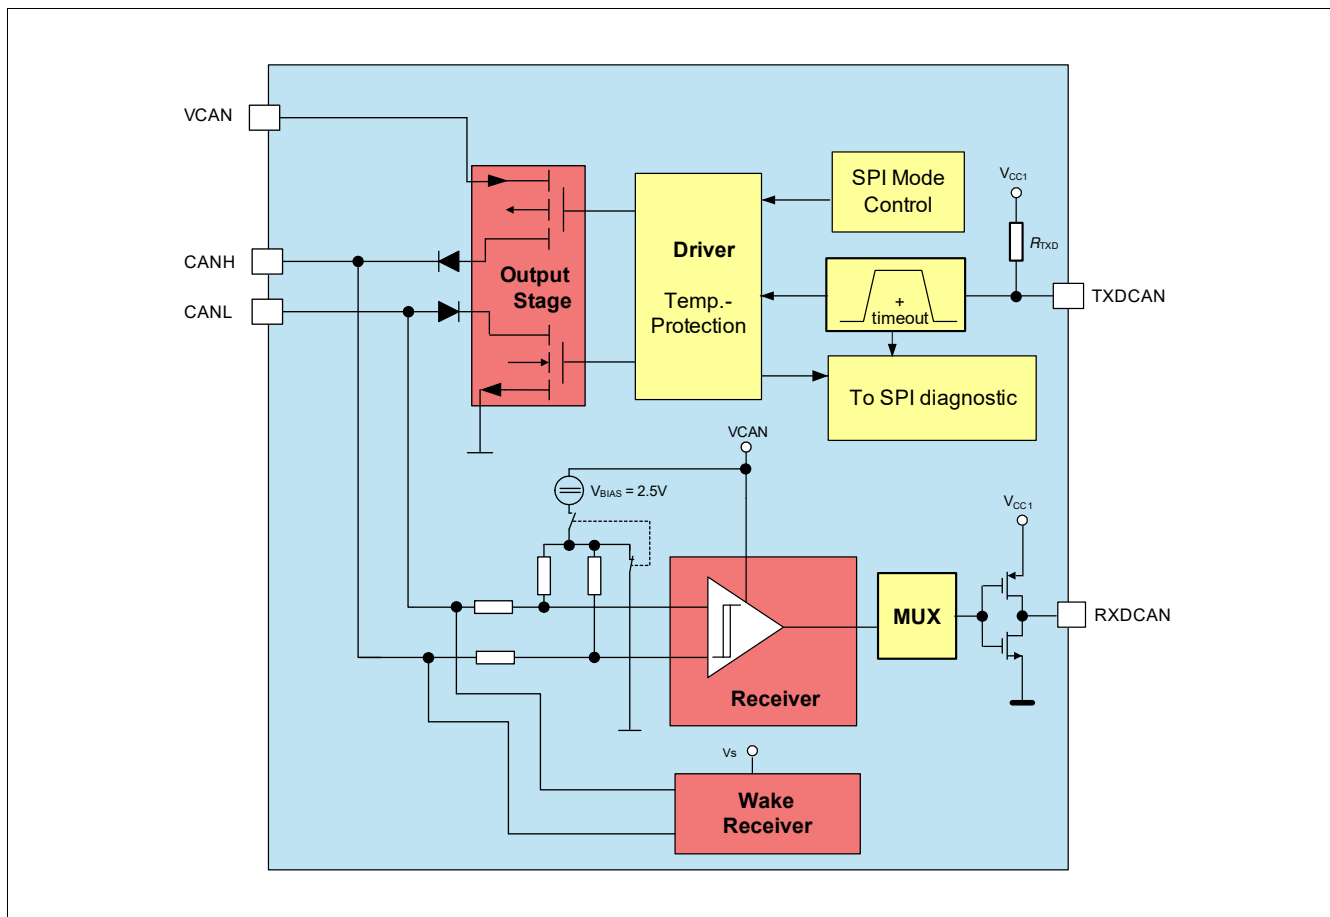 VCAN
SPI Mode
Control
VCC1
RTXD
Driver
CANH
Output
Stage
Temp.-
Protection
+
timeout
TXDCAN
CANL
To SPI diagnostic
VCAN
VBIAS = 2.5V
VCC1
MUX
RXDCAN
Receiver
Vs
Wake
Receiver